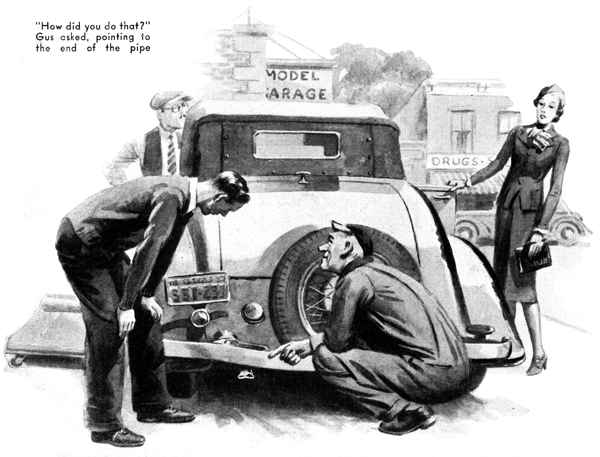 "How did you do that?"
Gus asked, pointing to
the end of the pipe
MODEL
GARAGE
DRUGS-S